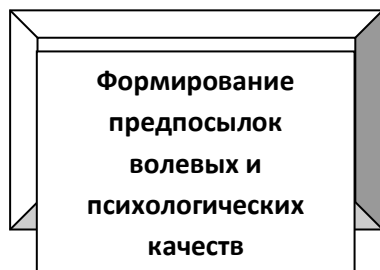 Формирование
предпосылок
волевых и
психологических
качеств